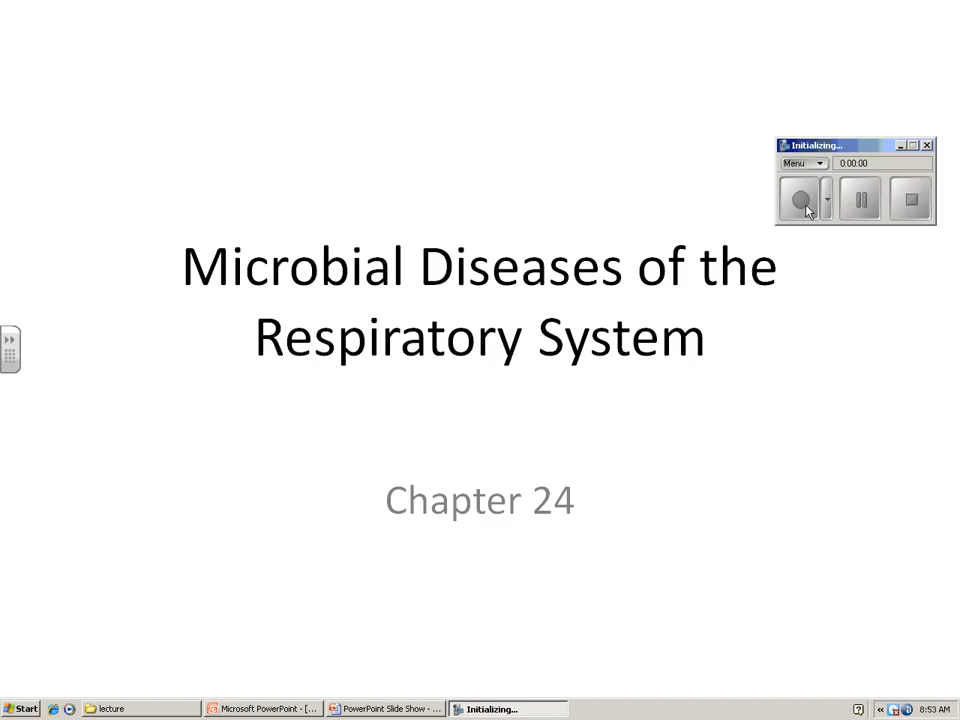 Initializing...
Menu
0:00:00
Microbial Diseases of the
Respiratory System
Chapter 24
Start
lecture
Microsoft PowerPoint - [...
PowerPoint Slide Show - ...
Initializing...
8:53 AM